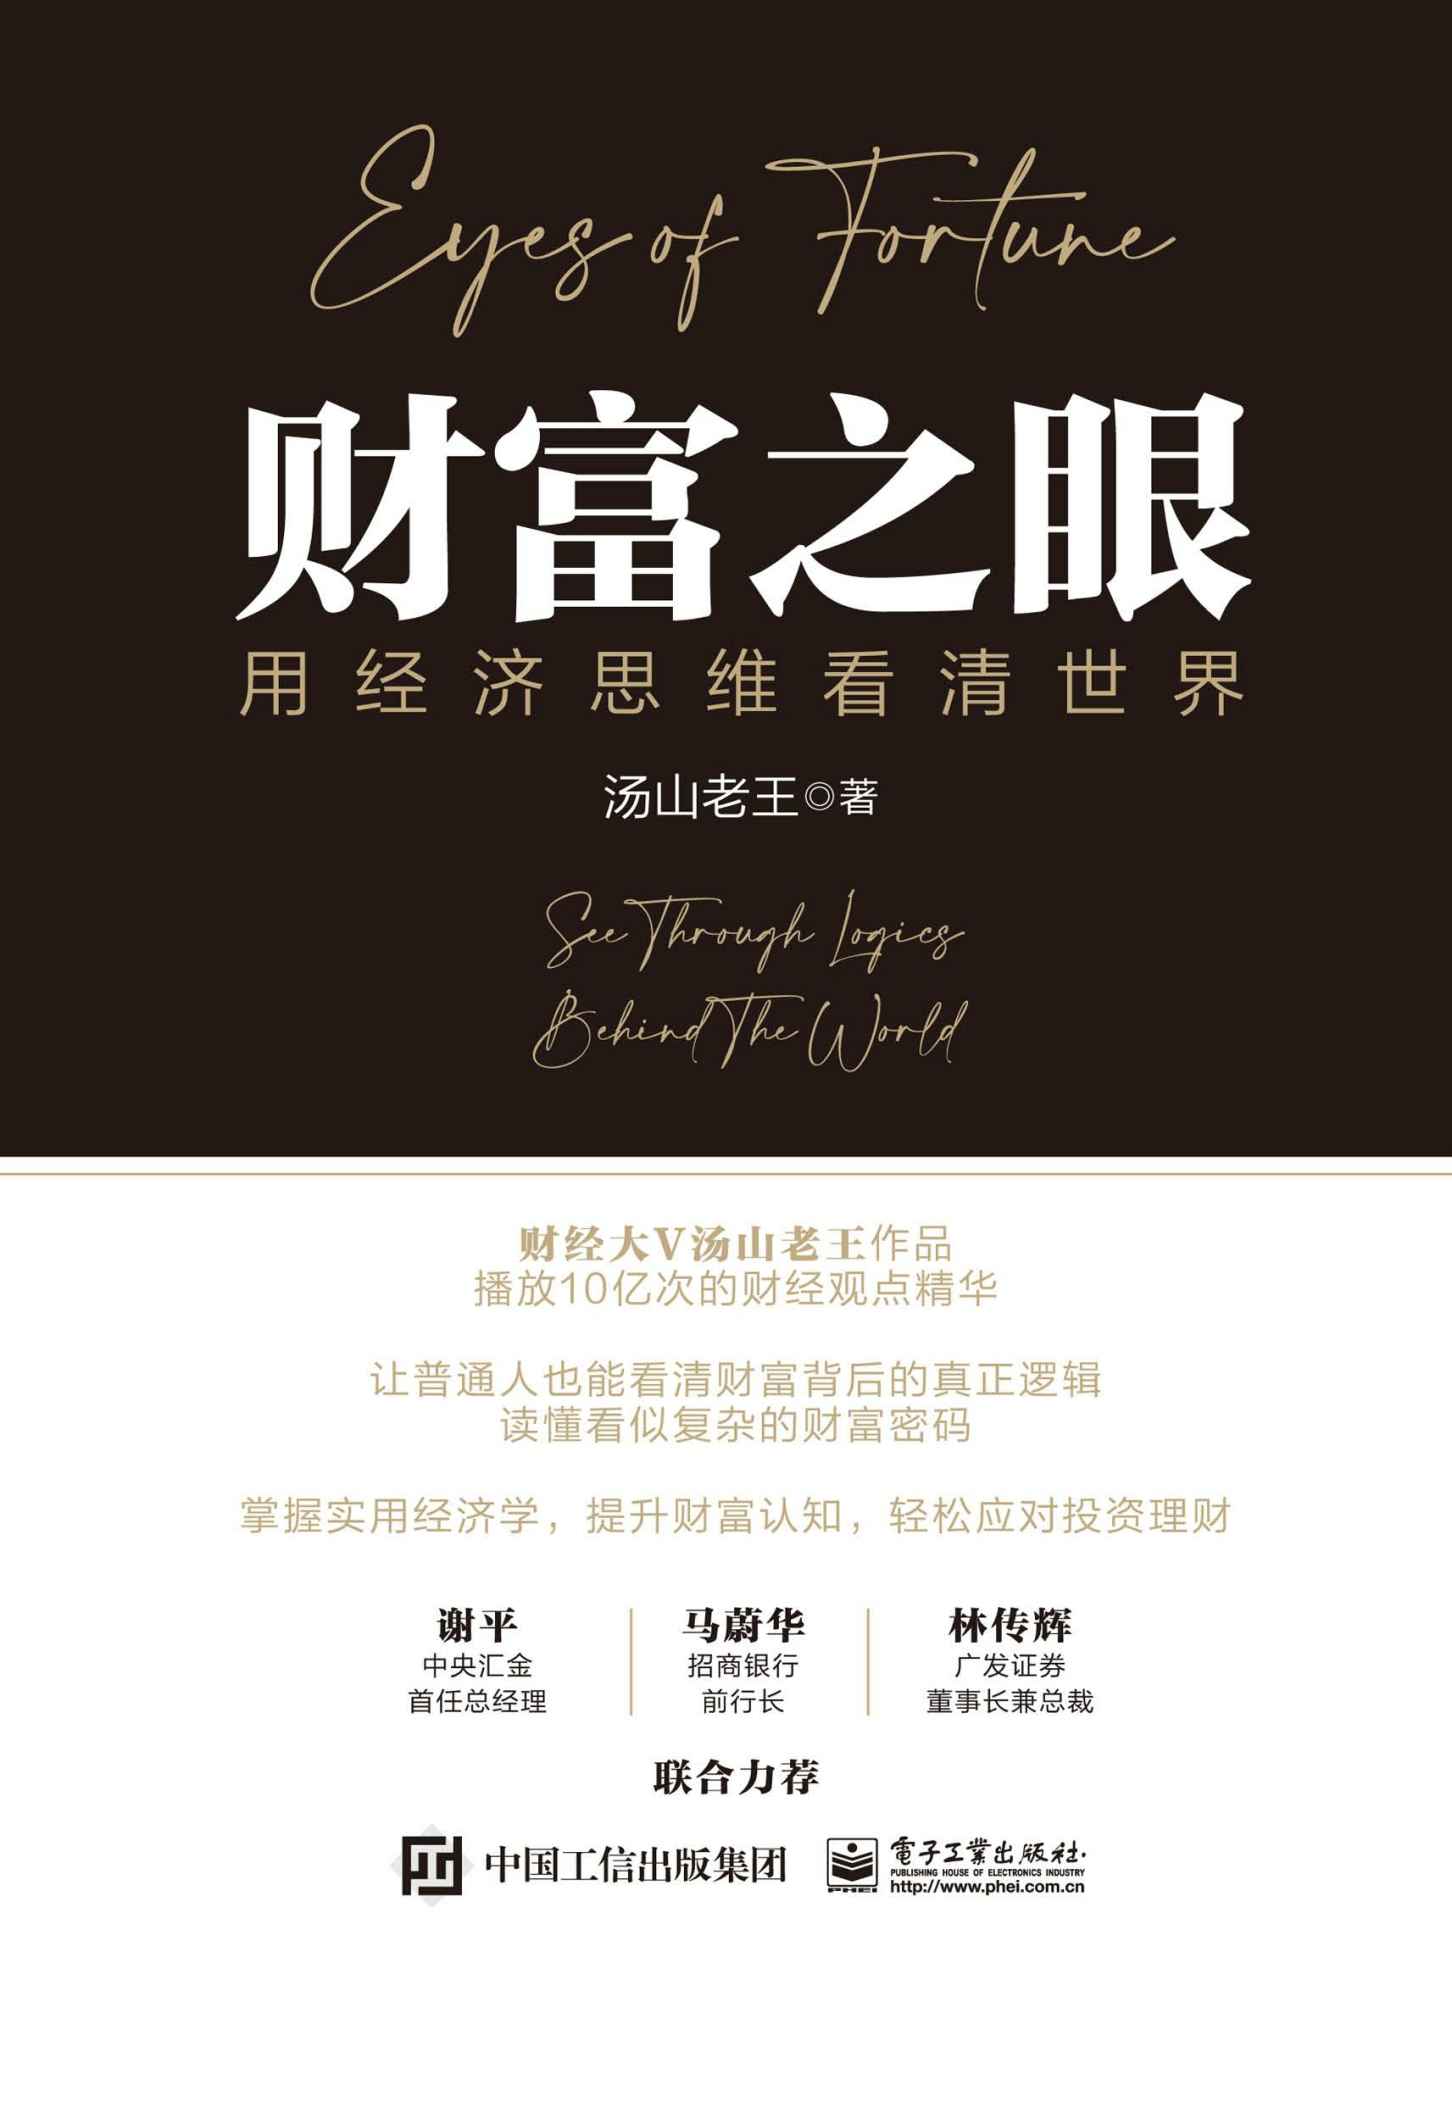 Eyes of Fortune
财富之眼
用经济思维看清世界
汤山老王◎著
See Through Logics
Behind The World
财经大V汤山老王作品
播放10亿次的财经观点精华
让普通人也能看清财富背后的真正逻辑
读懂看似复杂的财富密码
掌握实用经济学，提升财富认知，轻松应对投资理财
谢平
中央汇金
首任总经理
马蔚华
招商银行
前行长
林传辉
广发证券
董事长兼总裁
联合力荐
中国工信出版集团
電子工業出版社·
PUBLISHING HOUSE OF ELECTRONICS INDUSTRY
http://www.phei.com.cn
PHEI